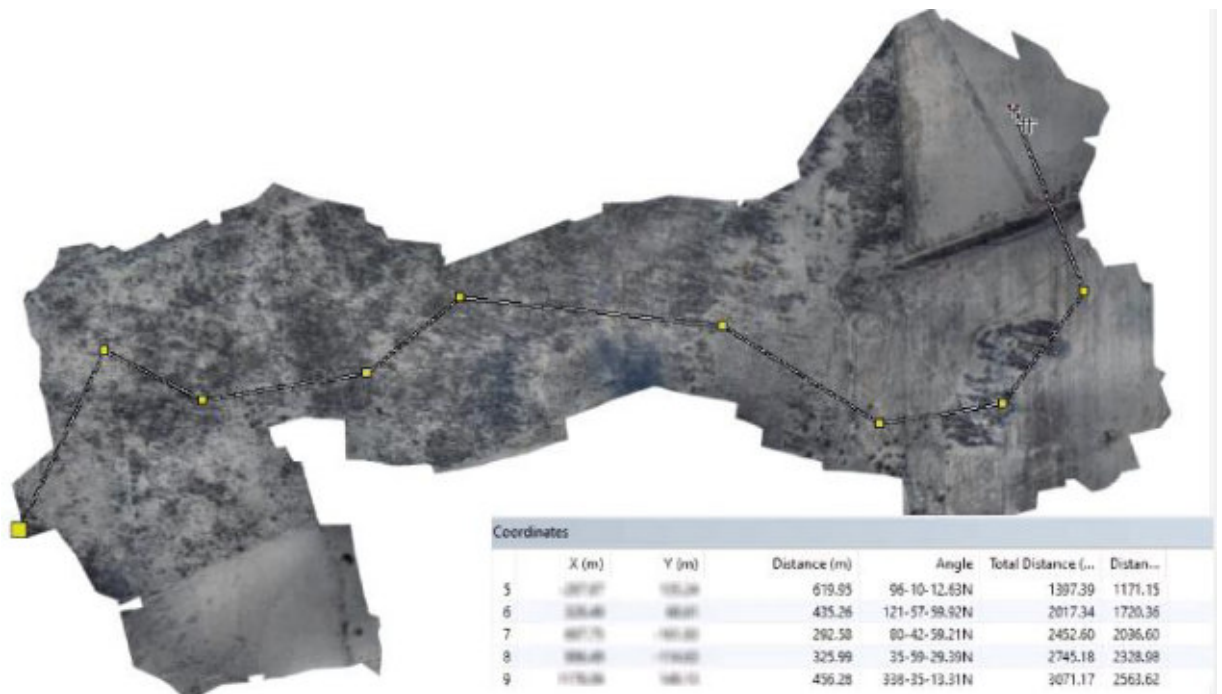 Coordinates
X (m) Y (m) Distance (m) Angle Total Distance (... Distan...
5 619.95 96-10-12.63N 1397.39 1171.15
6 435.26 121-57-59.92N 2017.34 1720.36
7 292.58 80-42-59.21N 2452.60 2036.60
8 325.99 35-59-29.39N 2745.18 2328.98
9 456.28 338-35-13.31N 3071.17 2563.62